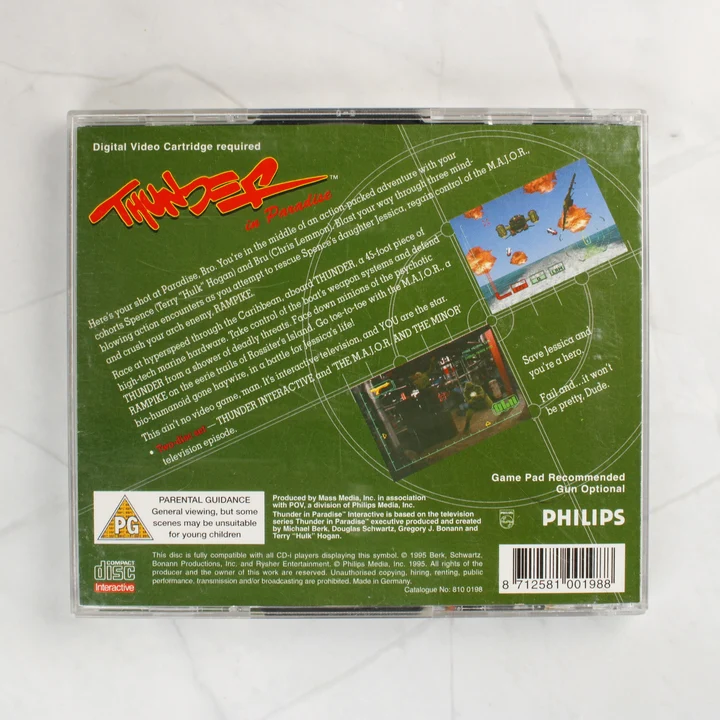 Digital Video Cartridge required
THUNDER™
in Paradise
Here's your shot at Paradise, Bro. You're in the middle of an action-packed adventure with your
cohorts Spence (Terry "Hulk" Hogan) and Bru (Chris Lemmon). Blast your way through three mind-
blowing action encounters as you attempt to rescue Spence's daughter Jessica, regain control of the M.A.J.O.R.,
and crush your arch enemy, RAMPIKE.
Race at hyperspeed through the Caribbean, aboard THUNDER, a 45-foot piece of
high-tech marine hardware. Take control of the boat's weapon systems and defend
THUNDER from a shower of deadly threats. Face down minions of the psychotic
RAMPIKE on the eerie trails of Rossiter's Island. Go toe-to-toe with the M.A.J.O.R., a
bio-humanoid gone haywire, in a battle for Jessica's life!
This ain't no video game, man. It's interactive television, and YOU are the star.
• Two-disc set — THUNDER INTERACTIVE and 'THE M.A.J.O.R. AND THE MINOR'
television episode.
Save Jessica and
you're a hero.
Fail and...it won't
be pretty, Dude.
Game Pad Recommended
Gun Optional
PG
PARENTAL GUIDANCE
General viewing, but some
scenes may be unsuitable
for young children
Produced by Mass Media, Inc. in association
with POV, a division of Philips Media, Inc.
Thunder in Paradise™ Interactive is based on the television
series Thunder in Paradise™ executive produced and created
by Michael Berk, Douglas Schwartz, Gregory J. Bonann and
Terry "Hulk" Hogan.
PHILIPS
COMPACT
disc
Interactive
This disc is fully compatible with all CD-i players displaying this symbol. © 1995 Berk, Schwartz,
Bonann Productions, Inc. and Rysher Entertainment. © Philips Media, Inc. 1995. All rights of the
producer and the owner of this work are reserved. Unauthorised copying, hiring, renting, public
performance, transmission and/or broadcasting are prohibited. Made in Germany.
Catalogue No: 810 0198
8 712581 001988